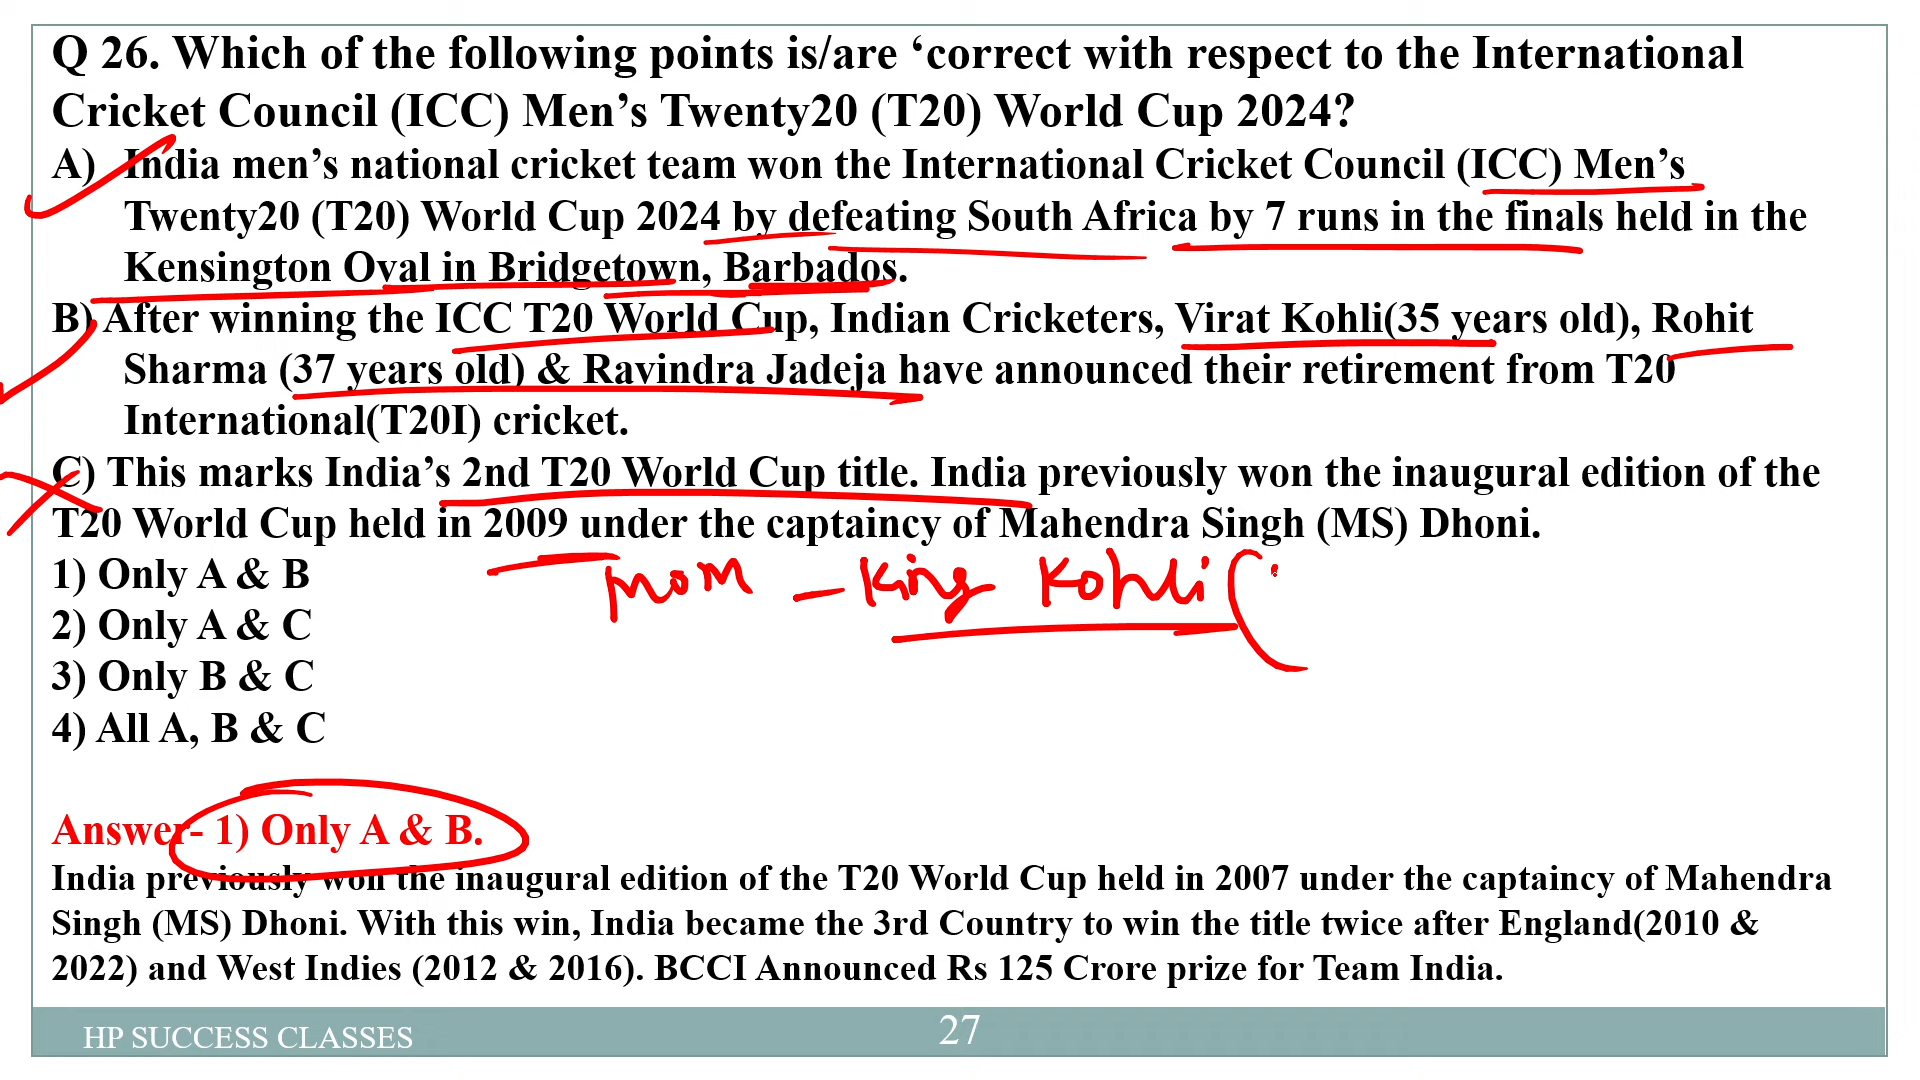 Q 26. Which of the following points is/are ‘correct with respect to the International
Cricket Council (ICC) Men’s Twenty20 (T20) World Cup 2024?
A) India men’s national cricket team won the International Cricket Council (ICC) Men’s
Twenty20 (T20) World Cup 2024 by defeating South Africa by 7 runs in the finals held in the
Kensington Oval in Bridgetown, Barbados.
B) After winning the ICC T20 World Cup, Indian Cricketers, Virat Kohli(35 years old), Rohit
Sharma (37 years old) & Ravindra Jadeja have announced their retirement from T20
International(T20I) cricket.
C) This marks India’s 2nd T20 World Cup title. India previously won the inaugural edition of the
T20 World Cup held in 2009 under the captaincy of Mahendra Singh (MS) Dhoni.
1) Only A & B
MOM - King Kohli (
2) Only A & C
3) Only B & C
4) All A, B & C
Answer- 1) Only A & B.
India previously won the inaugural edition of the T20 World Cup held in 2007 under the captaincy of Mahendra
Singh (MS) Dhoni. With this win, India became the 3rd Country to win the title twice after England(2010 &
2022) and West Indies (2012 & 2016). BCCI Announced Rs 125 Crore prize for Team India.
HP SUCCESS CLASSES
27